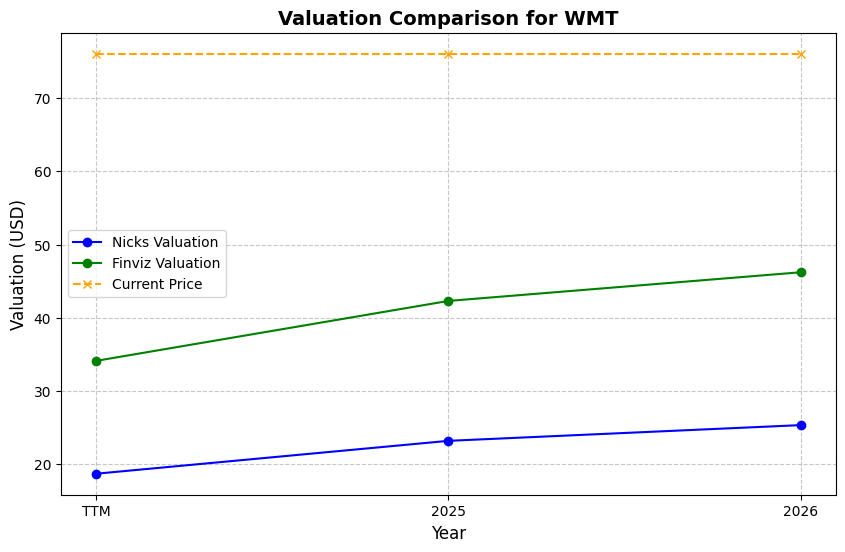 Valuation Comparison for WMT
Valuation (USD)
70
60
50
40
30
20
Nicks Valuation
Finviz Valuation
Current Price
TTM
2025
2026
Year